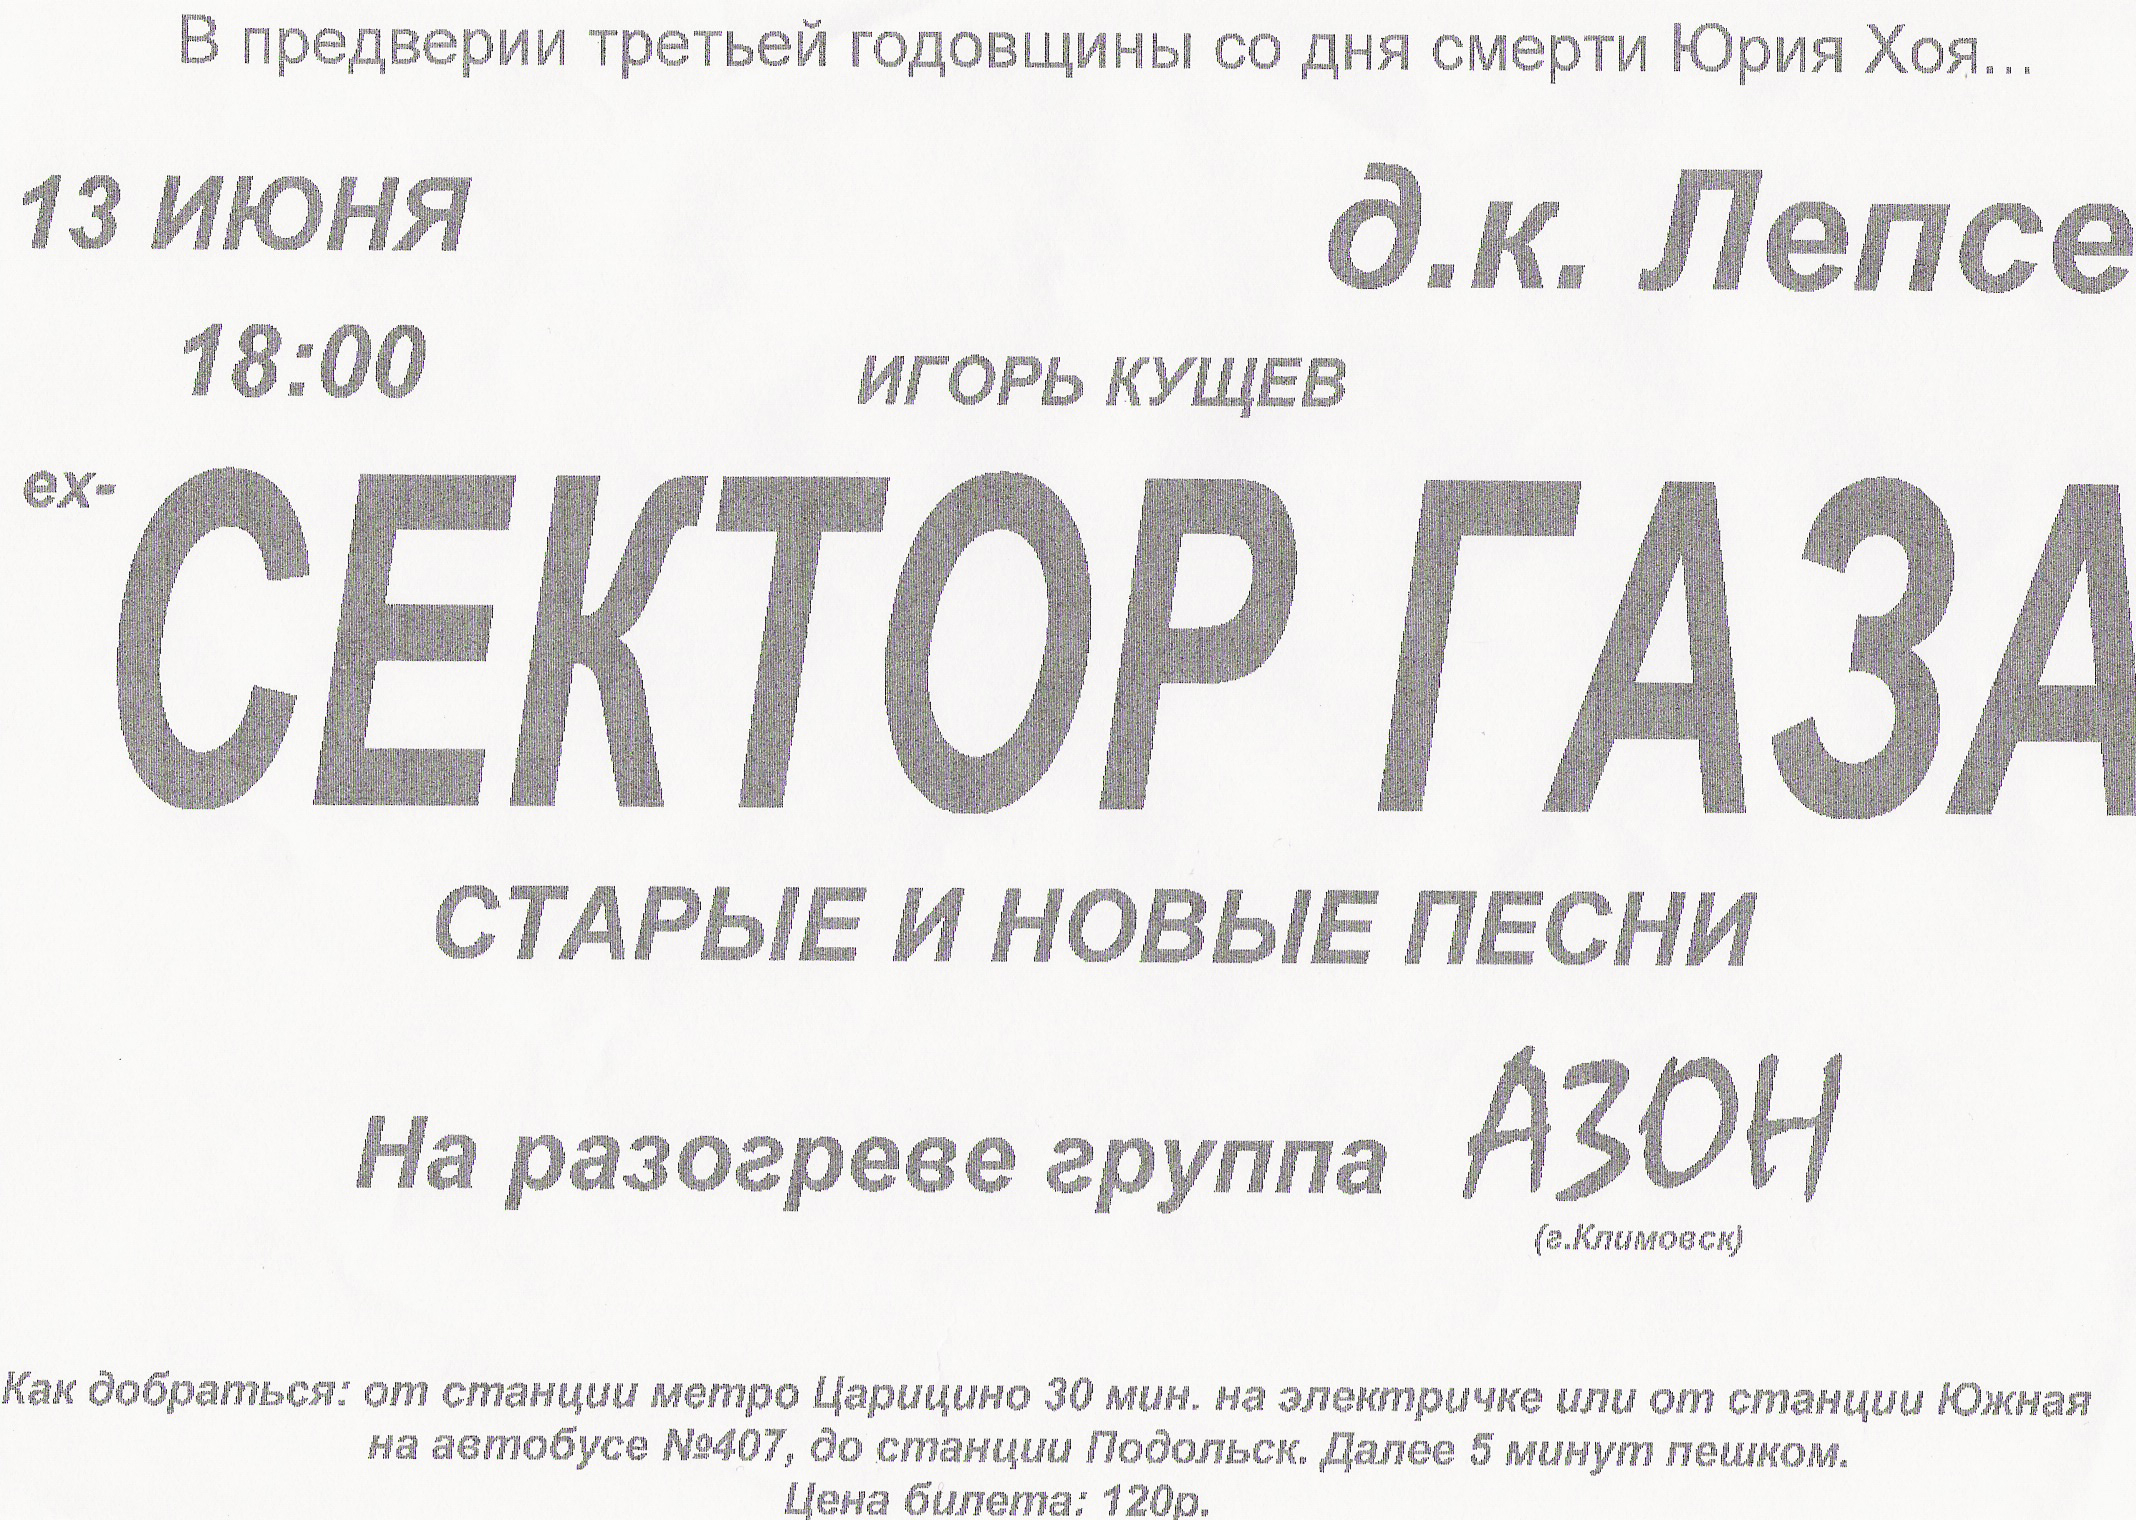 В предверии третьей годовщины со дня смерти Юрия Хоя...
13 ИЮНЯ
д.к. Лепсе
18:00
ИГОРЬ КУЩЕВ
ex-СЕКТОР ГАЗА
СТАРЫЕ И НОВЫЕ ПЕСНИ
На разогреве группа АЗОН
(г.Климовск)
Как добраться: от станции метро Царицино 30 мин. на электричке или от станции Южная
на автобусе №407, до станции Подольск. Далее 5 минут пешком.
Цена билета: 120р.